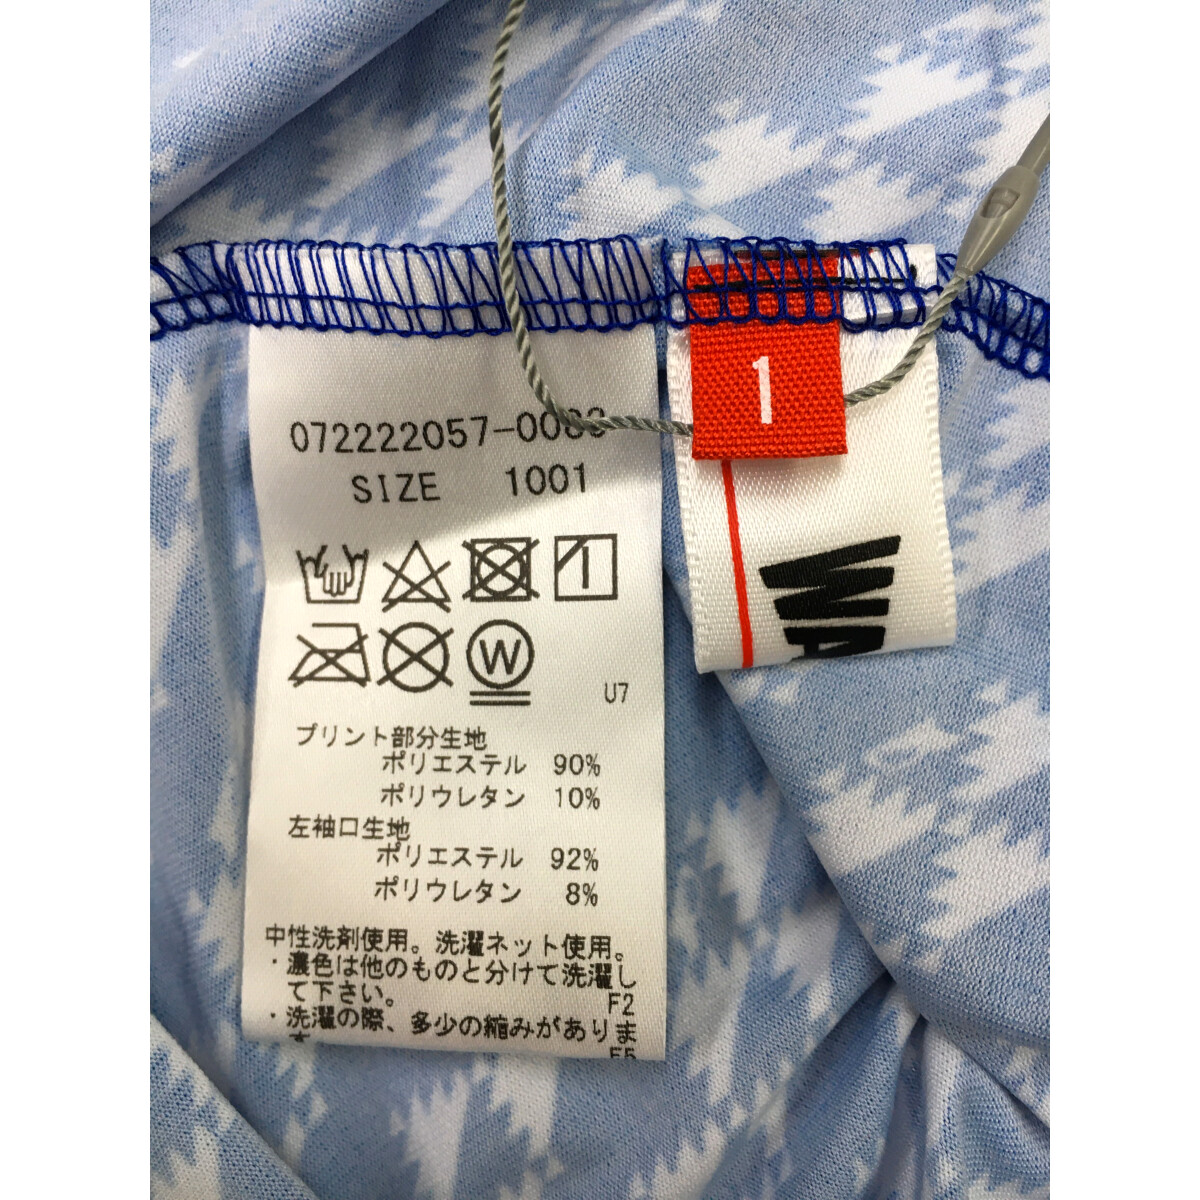 072222057-0083
SIZE 1001
W
U7
プリント部分生地
ポリエステル 90%
ポリウレタン 10%
左袖口生地
ポリエステル 92%
ポリウレタン 8%
中性洗剤使用。洗濯ネット使用。
・濃色は他のものと分けて洗濯し
て下さい。
F2
・洗濯の際、多少の縮みがありま
す
F5
1
WA